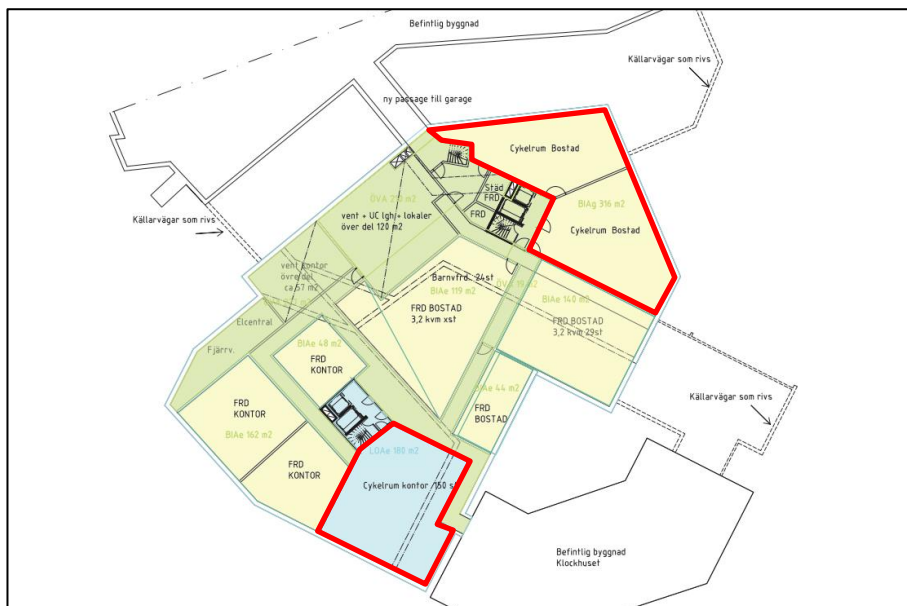 Befintlig byggnad
Källarvägar som rivs
ny passage till garage
Cykelrum Bostad
Städ
FRD
BIAg 316 m2
vent + UC lgh + lokaler
över del 120 m2
FRD
Cykelrum Bostad
Källarvägar som rivs
vent kontor
övre del
ca 57 m2
Barnvfrd. 24st
BIAe 119 m2
BIAe 140 m2
FRD BOSTAD
3,2 kvm xst
FRD BOSTAD
3,2 kvm 29st
Elcentral
Fjärrv.
BIAe 48 m2
FRD
KONTOR
BIAe 44 m2
Källarvägar som rivs
FRD
KONTOR
FRD
BOSTAD
BIAe 162 m2
LOAe 180 m2
FRD
KONTOR
Cykelrum kontor 150 st
Befintlig byggnad
Klockhuset